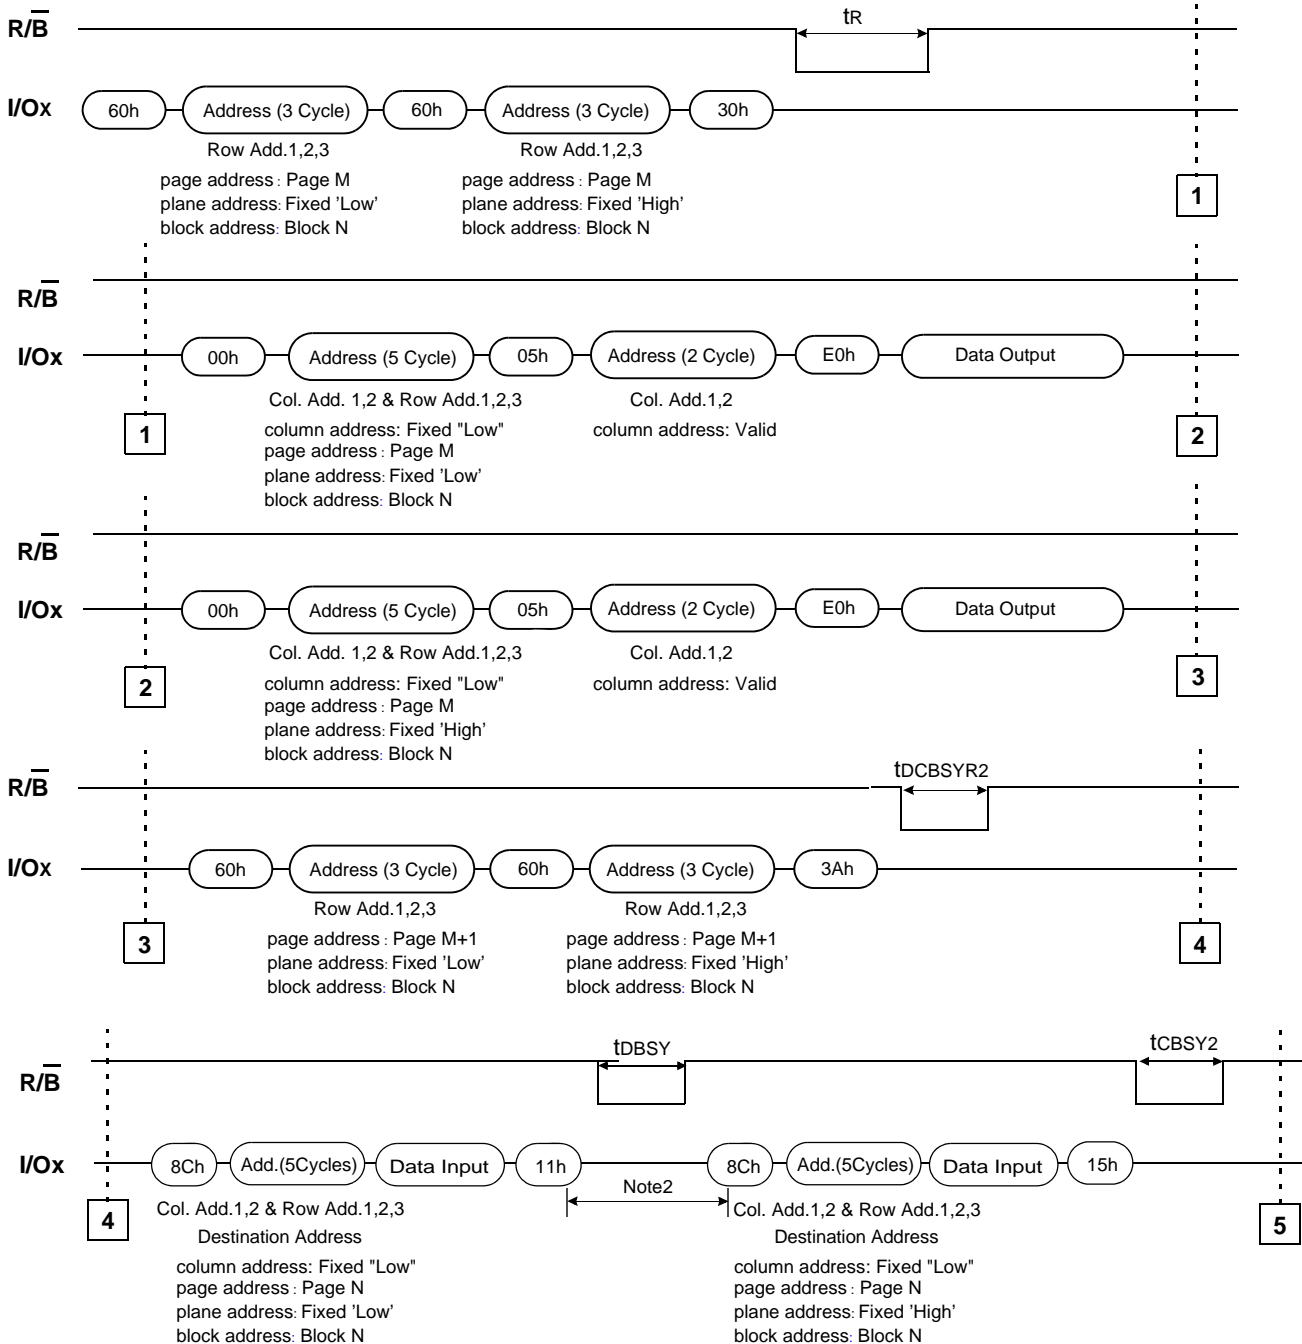 R/B tR
I/Ox 60h Address (3 Cycle) 60h Address (3 Cycle) 30h
Row Add.1,2,3 Row Add.1,2,3
page address : Page M page address : Page M
plane address: Fixed 'Low' plane address: Fixed 'High'
block address: Block N block address: Block N
1
R/B
I/Ox 00h Address (5 Cycle) 05h Address (2 Cycle) E0h Data Output
Col. Add. 1,2 & Row Add.1,2,3 Col. Add.1,2
column address: Fixed "Low" column address: Valid
page address : Page M
plane address: Fixed 'Low'
block address: Block N
1 2
R/B
I/Ox 00h Address (5 Cycle) 05h Address (2 Cycle) E0h Data Output
Col. Add. 1,2 & Row Add.1,2,3 Col. Add.1,2
column address: Fixed "Low" column address: Valid
page address : Page M
plane address: Fixed 'High'
block address: Block N
2 3
R/B tDCBSYR2
I/Ox 60h Address (3 Cycle) 60h Address (3 Cycle) 3Ah
Row Add.1,2,3 Row Add.1,2,3
page address : Page M+1 page address : Page M+1
plane address: Fixed 'Low' plane address: Fixed 'High'
block address: Block N block address: Block N
3 4
R/B tDBSY tCBSY2
I/Ox 8Ch Add.(5Cycles) Data Input 11h 8Ch Add.(5Cycles) Data Input 15h
Note2
Col. Add.1,2 & Row Add.1,2,3 Col. Add.1,2 & Row Add.1,2,3
Destination Address Destination Address
column address: Fixed "Low" column address: Fixed "Low"
page address : Page N page address : Page N
plane address: Fixed 'Low' plane address: Fixed 'High'
block address: Block N block address: Block N
4 5